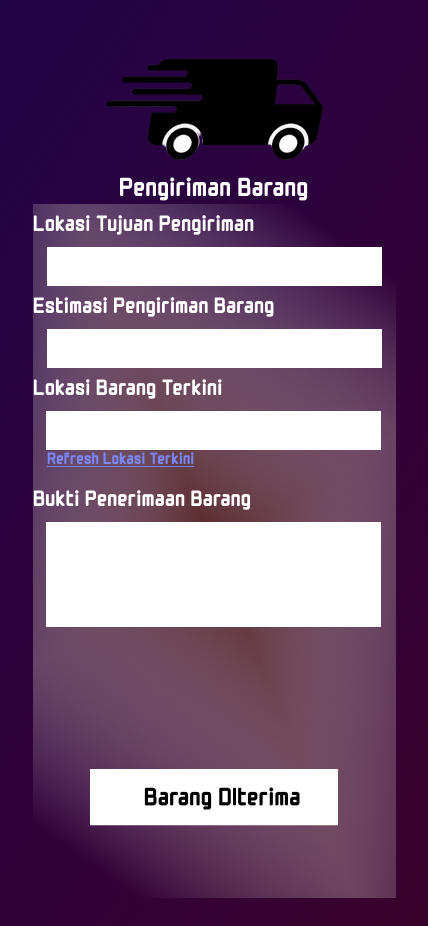 Pengiriman Barang
Lokasi Tujuan Pengiriman
Estimasi Pengiriman Barang
Lokasi Barang Terkini
Refresh Lokasi Terkini
Bukti Penerimaan Barang
Barang DIterima